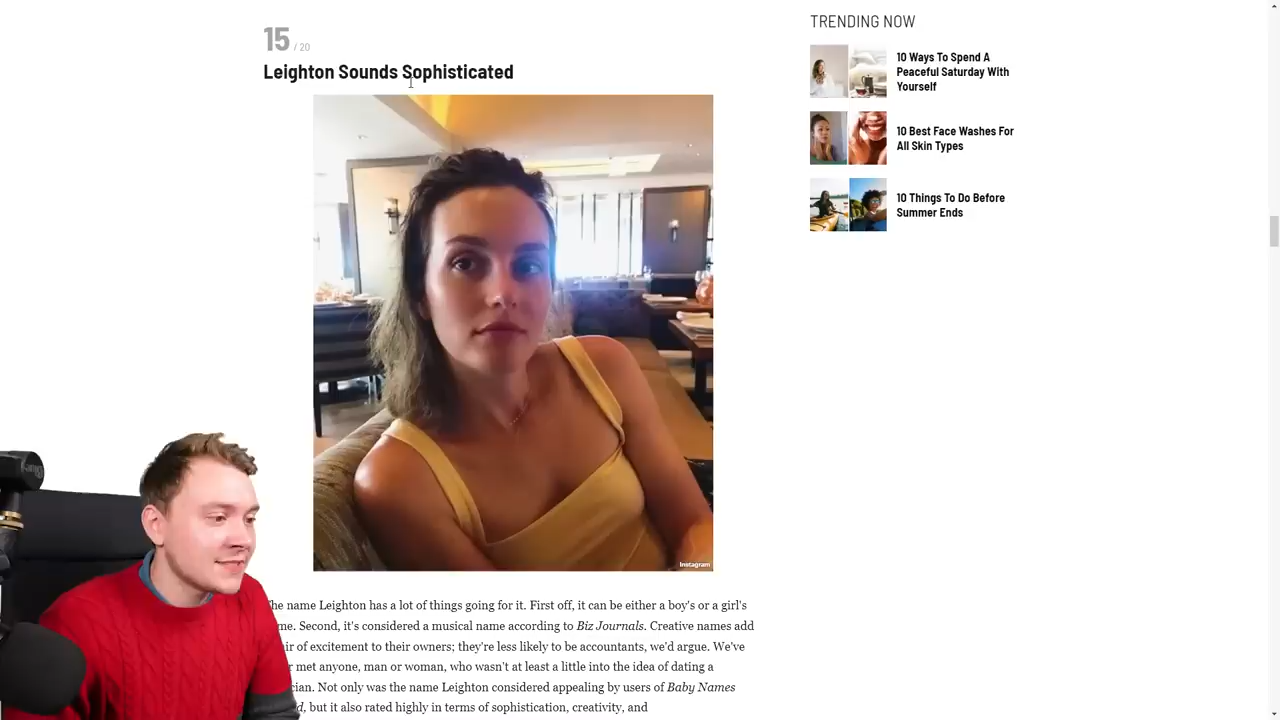 15 / 20
Leighton Sounds Sophisticated
Instagram
he name Leighton has a lot of things going for it. First off, it can be either a boy's or a girl's
me. Second, it's considered a musical name according to Biz Journals. Creative names add
ir of excitement to their owners; they're less likely to be accountants, we'd argue. We've
r met anyone, man or woman, who wasn't at least a little into the idea of dating a
cian. Not only was the name Leighton considered appealing by users of Baby Names
d, but it also rated highly in terms of sophistication, creativity, and
TRENDING NOW
10 Ways To Spend A
Peaceful Saturday With
Yourself
10 Best Face Washes For
All Skin Types
10 Things To Do Before
Summer Ends